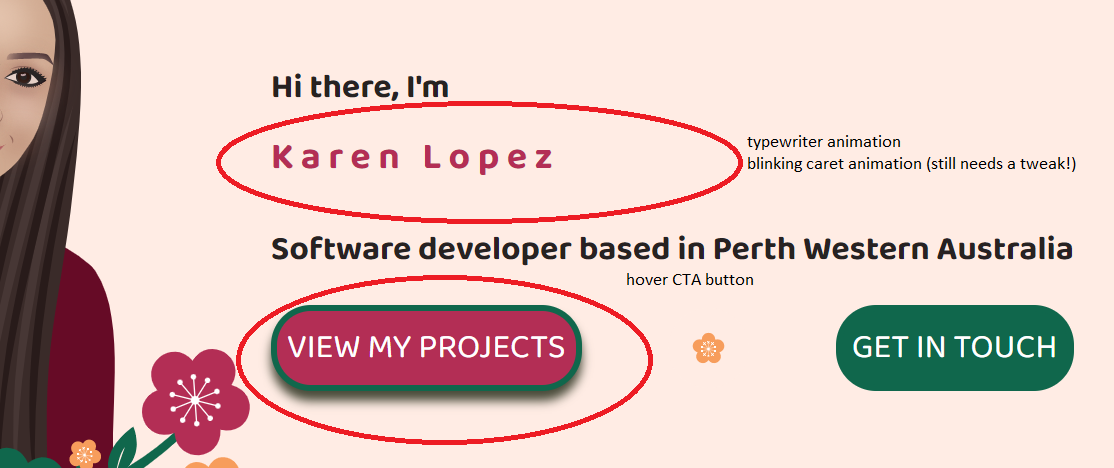 Hi there, I'm
Karen Lopez
typewriter animation
blinking caret animation (still needs a tweak!)
Software developer based in Perth Western Australia
hover CTA button
VIEW MY PROJECTS
GET IN TOUCH